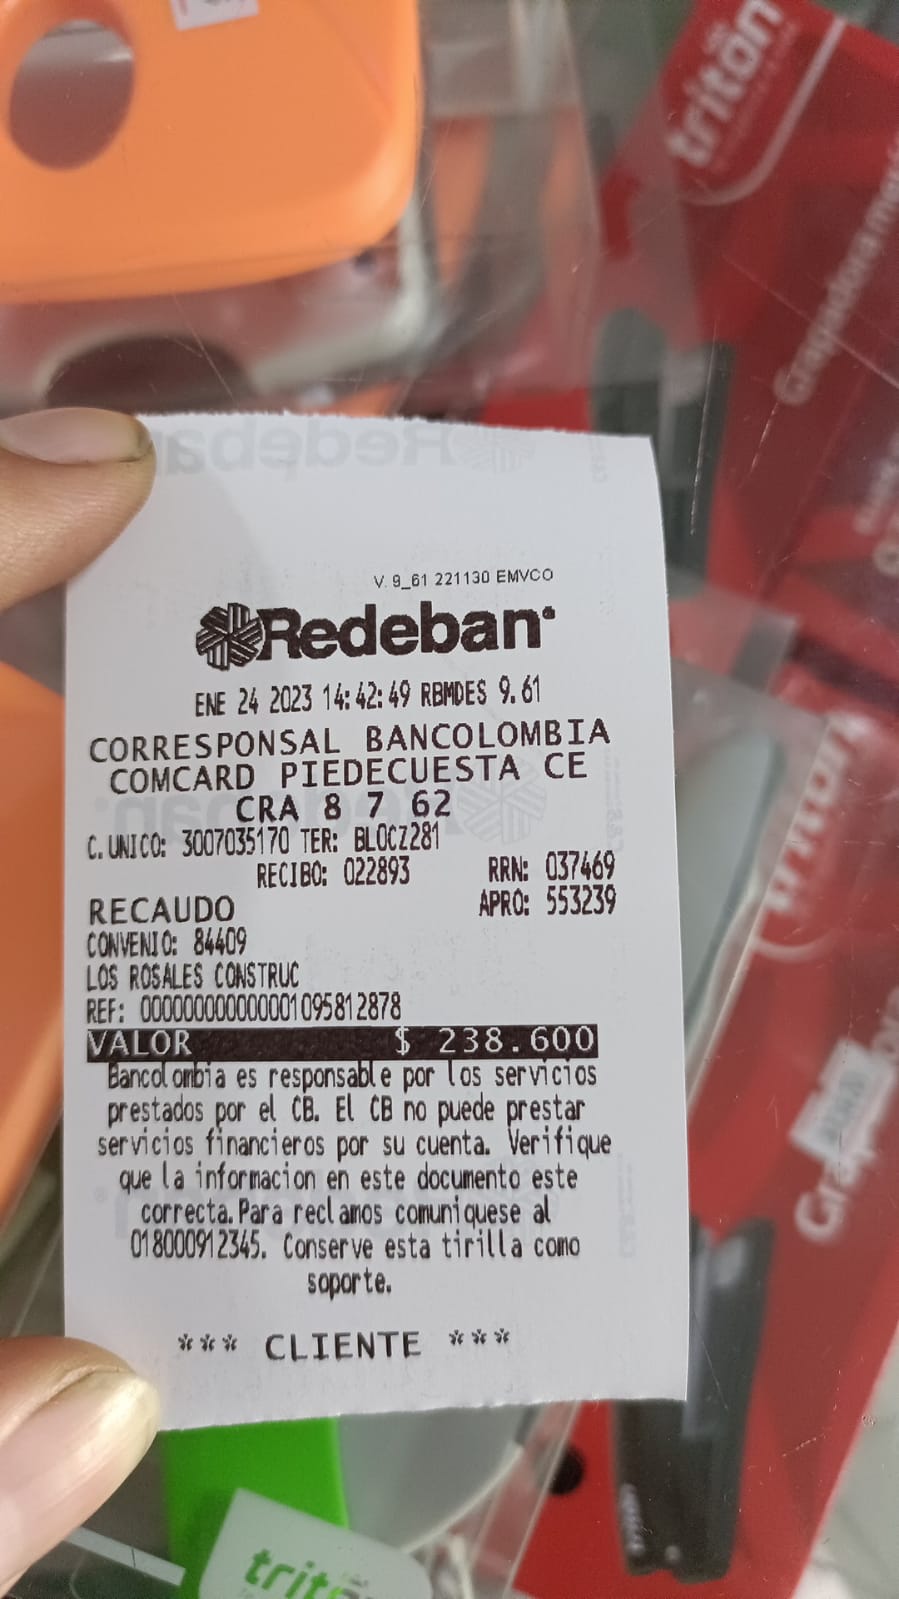 tritön
Grapadora
V. 9_61 221130 EMVCO
Redeban
ENE 24 2023 14:42:49 RBMDES 9.61
CORRESPONSAL BANCOLOMBIA
COMCARD PIEDECUESTA CE
CRA 8 7 62
C. UNICO: 3007035170 TER: BLOCZ281
RECIBO: 022893 RRN: 037469
RECAUDO APRO: 553239
CONVENIO: 84409
LOS ROSALES CONSTRUC
REF: 000000000000001095812878
VALOR $ 238.600
Bancolombia es responsable por los servicios
prestados por el CB. El CB no puede prestar
servicios financieros por su cuenta. Verifique
que la informacion en este documento este
correcta.Para reclamos comuniquese al
018000912345. Conserve esta tirilla como
soporte.
*** CLIENTE ***